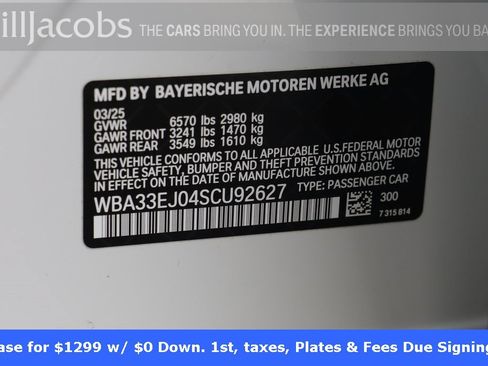 illJacobs THE CARS BRING YOU IN. THE EXPERIENCE BRINGS YOU BA
MFD BY BAYERISCHE MOTOREN WERKE AG
03/25
GVWR 6570 lbs 2980 kg
GAWR FRONT 3241 lbs 1470 kg
GAWR REAR 3549 lbs 1610 kg
THIS VEHICLE CONFORMS TO ALL APPLICABLE U.S.FEDERAL MOTOR
VEHICLE SAFETY, BUMPER, AND THEFT PREVENTION STANDARDS IN
EFFECT ON THE DATE OF MANUFACTURE SHOWN ABOVE.
WBA33EJ04SCU92627 TYPE: PASSENGER CAR
300
7 315 814
ase for $1299 w/ $0 Down. 1st, taxes, Plates & Fees Due Signing